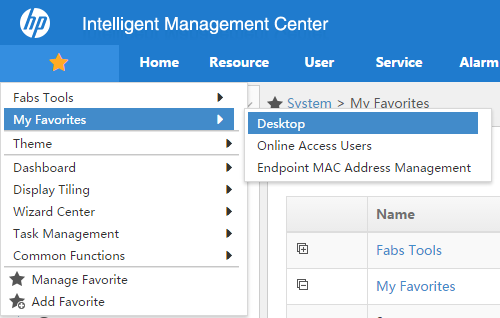 hp Intelligent Management Center
Home Resource User Service Alarm
Fabs Tools
My Favorites
Theme
Dashboard
Display Tiling
Wizard Center
Task Management
Common Functions
Manage Favorite
Add Favorite
System > My Favorites
Desktop
Online Access Users
Endpoint MAC Address Management
Name
Fabs Tools
My Favorites